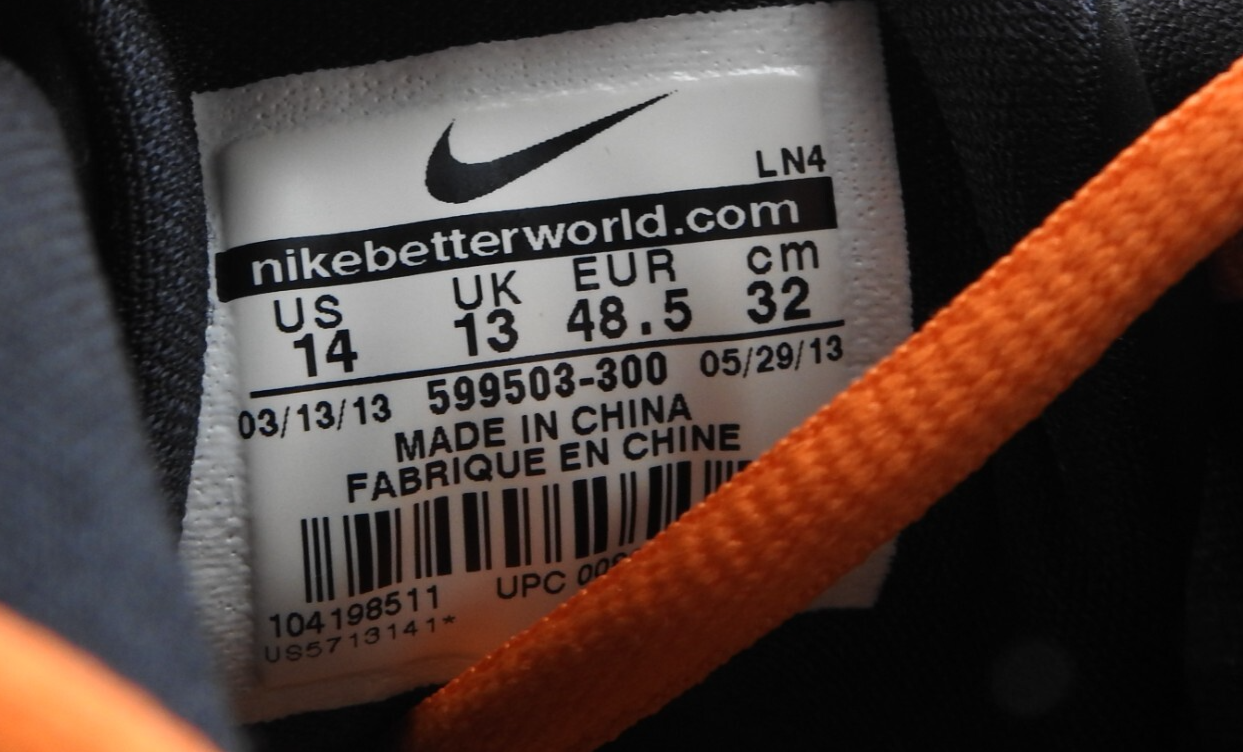 LN4
nikebetterworld.com
US UK EUR cm
14 13 48.5 32
03/13/13 599503-300 05/29/13
MADE IN CHINA
FABRIQUE EN CHINE
104198511 UPC
US5713141*